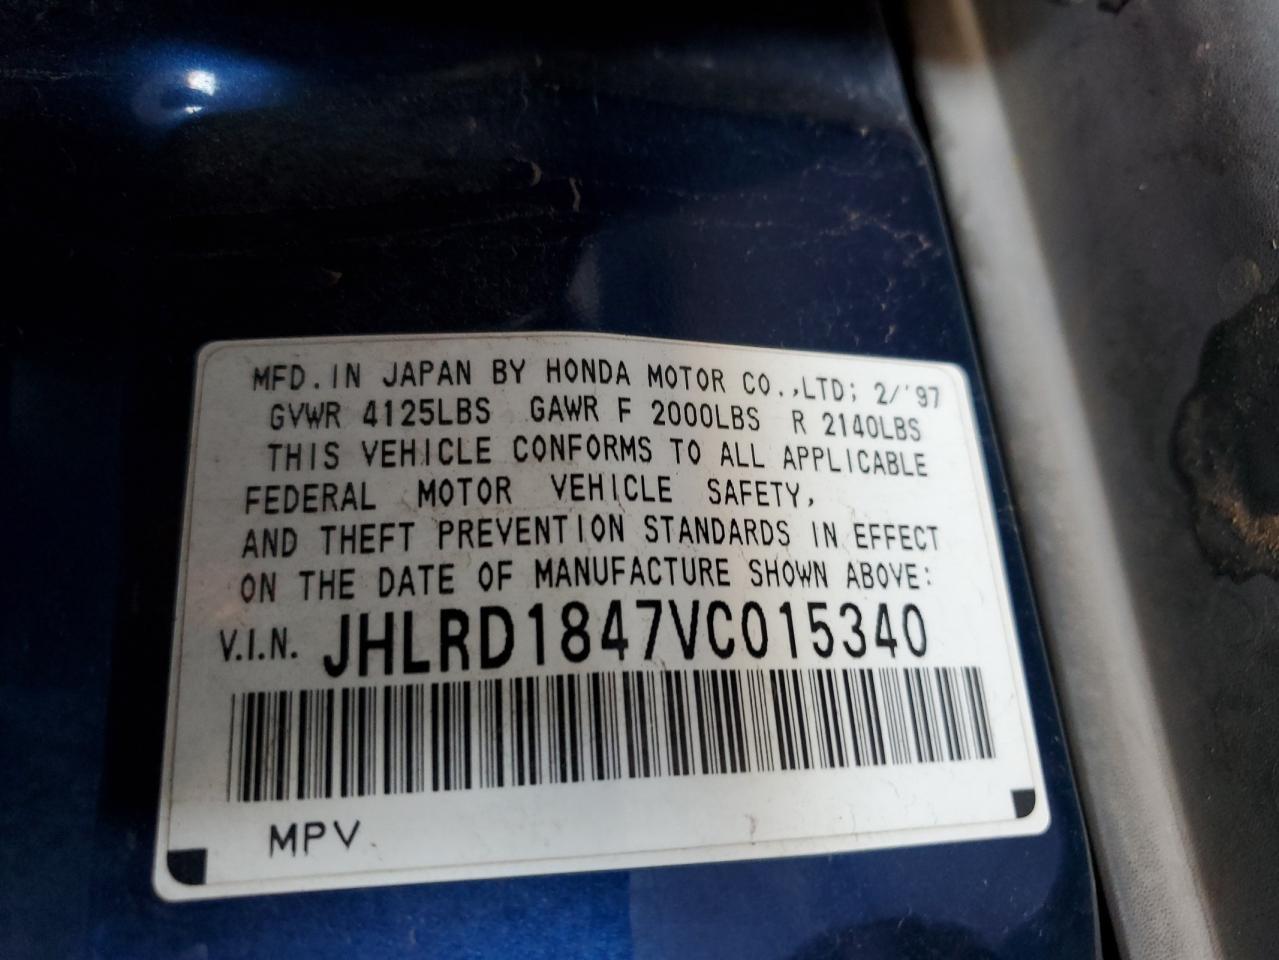 MFD. IN JAPAN BY HONDA MOTOR CO.,LTD; 2/'97
GVWR 4125LBS GAWR F 2000LBS R 2140LBS
THIS VEHICLE CONFORMS TO ALL APPLICABLE
FEDERAL MOTOR VEHICLE SAFETY,
AND THEFT PREVENTION STANDARDS IN EFFECT
ON THE DATE OF MANUFACTURE SHOWN ABOVE:
V.I.N. JHLRD1847VC015340
MPV